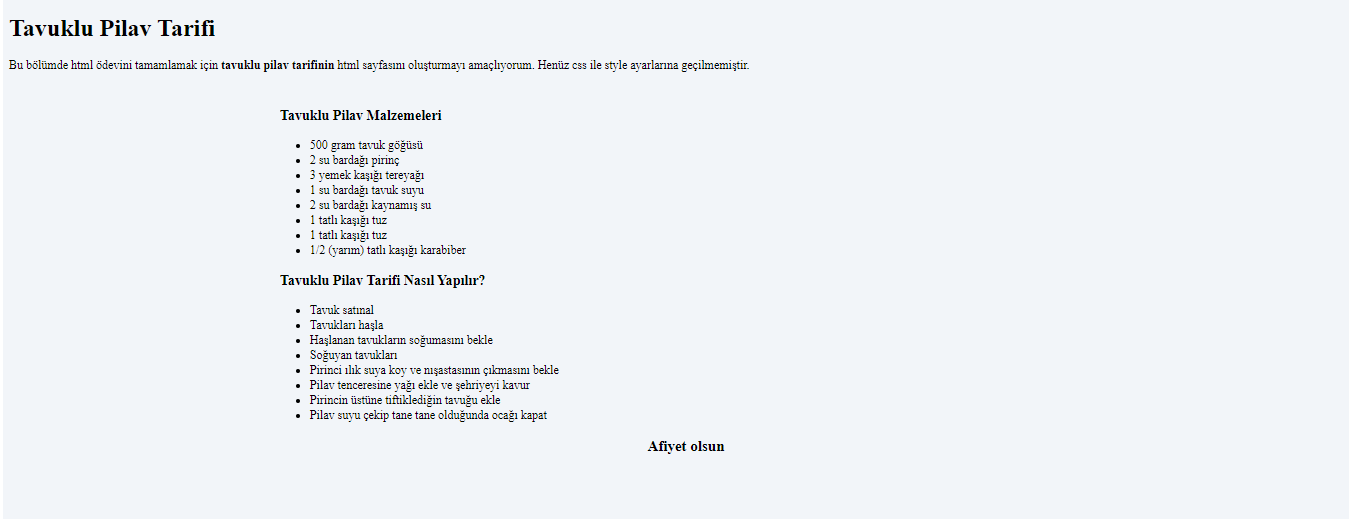 Tavuklu Pilav Tarifi
Bu bölümde html ödevini tamamlamak için tavuklu pilav tarifinin html sayfasını oluşturmayı amaçlıyorum. Henüz css ile style ayarlarına geçilmemiştir.
Tavuklu Pilav Malzemeleri
500 gram tavuk göğüsü
2 su bardağı pirinç
3 yemek kaşığı tereyağı
1 su bardağı tavuk suyu
2 su bardağı kaynamış su
1 tatlı kaşığı tuz
1 tatlı kaşığı tuz
1/2 (yarım) tatlı kaşığı karabiber
Tavuklu Pilav Tarifi Nasıl Yapılır?
Tavuk satınal
Tavukları haşla
Haşlanan tavukların soğumasını bekle
Soğuyan tavukları
Pirinci ılık suya koy ve nışastasının çıkmasını bekle
Pilav tenceresine yağı ekle ve şehriyeyi kavur
Pirincin üstüne tiftiklediğin tavuğu ekle
Pilav suyu çekip tane tane olduğunda ocağı kapat
Afiyet olsun